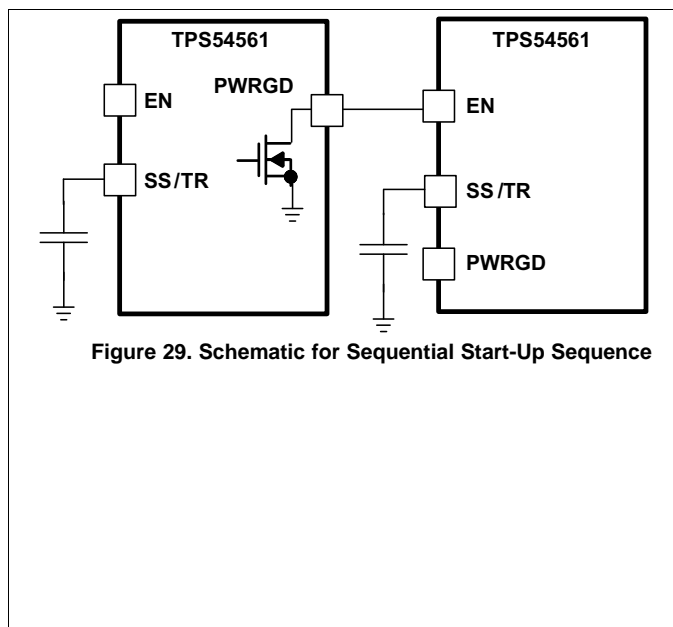 TPS54561
EN
PWRGD
SS/TR
TPS54561
EN
SS/TR
PWRGD
Figure 29. Schematic for Sequential Start-Up Sequence